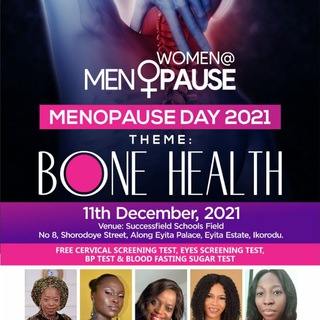 WOMEN@
MENOPAUSE
MENOPAUSE DAY 2021
THEME:
BONE HEALTH
11th December, 2021
Venue: Successfield Schools Field
No 8, Shorodoye Street, Along Eyita Palace, Eyita Estate, Ikorodu.
FREE CERVICAL SCREENING TEST, EYES SCREENING TEST,
BP TEST & BLOOD FASTING SUGAR TEST